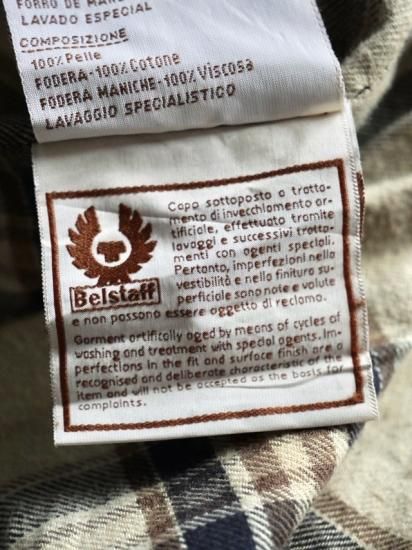 FORRO DE MAN
LAVADO ESPECIAL
COMPOSIZIONE
100% Pelle
FODERA-100% Cotone
FODERA MANICHE-100% Viscosa
LAVAGGIO SPECIALISTICO
Capo sottoposto a tratta-
mento di invecchiamento ar-
tificiale, effettuato tramite
lavaggi e successivi tratta-
menti con agenti speciali.
Pertanto, imperfezioni nella
vestibilità e nella finitura su-
perficiale sono note e volute
e non possono essere oggetto di reclamo.
Belstaff
Garment artifically aged by means of cycles of
washing and treatment with special agents. Im-
perfections in the fit and surface finish are a
recognised and deliberate characteristic of the
item and will not be accepted as the basis for
complaints.